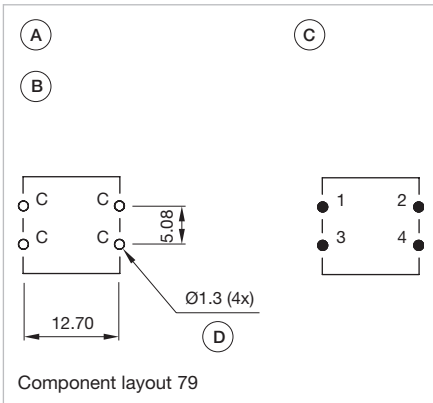 A
C
B
C C
1 2
C C
5.08
3 4
Ø1.3 (4x)
12.70
D
Component layout 79